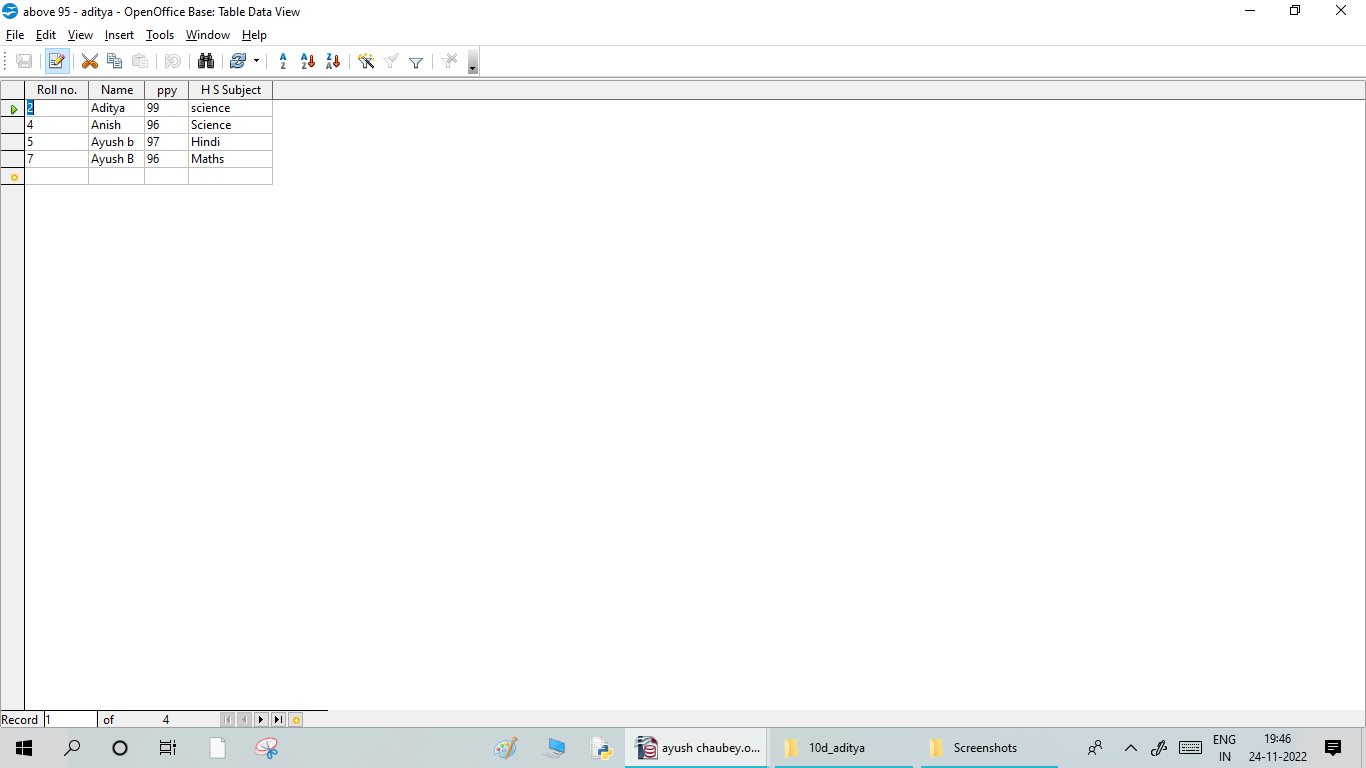 above 95 - aditya - OpenOffice Base: Table Data View
File Edit View Insert Tools Window Help
Roll no. Name ppy H S Subject
2 Aditya 99 science
4 Anish 96 Science
5 Ayush b 97 Hindi
7 Ayush B 96 Maths
Record 1 of 4
ayush chaubey.o... 10d_aditya Screenshots ENG 19:46
IN 24-11-2022